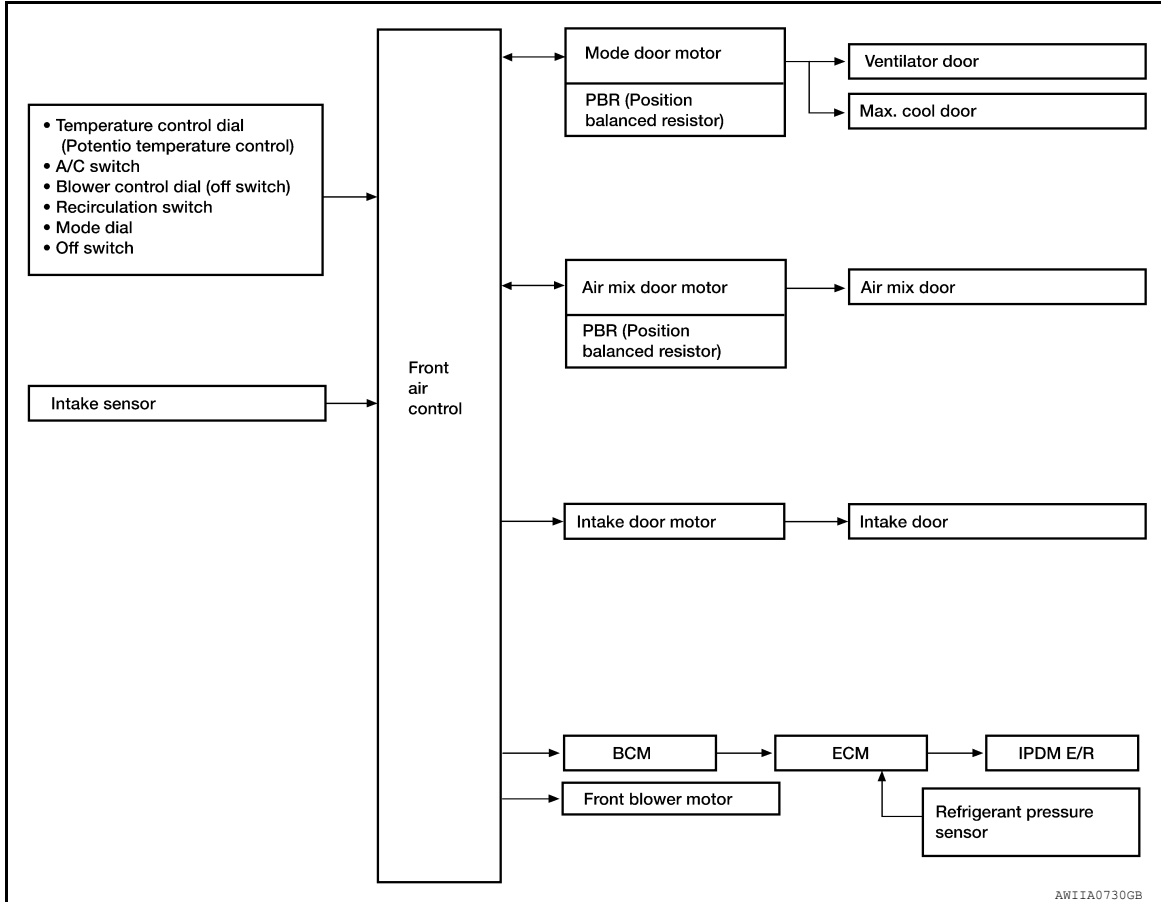 Mode door motor
PBR (Position
balanced resistor)
Ventilator door
Max. cool door
• Temperature control dial
(Potentio temperature control)
• A/C switch
• Blower control dial (off switch)
• Recirculation switch
• Mode dial
• Off switch
Air mix door motor
PBR (Position
balanced resistor)
Air mix door
Intake sensor
Front
air
control
Intake door motor
Intake door
BCM
ECM
IPDM E/R
Front blower motor
Refrigerant pressure
sensor
AWIIA0730GB